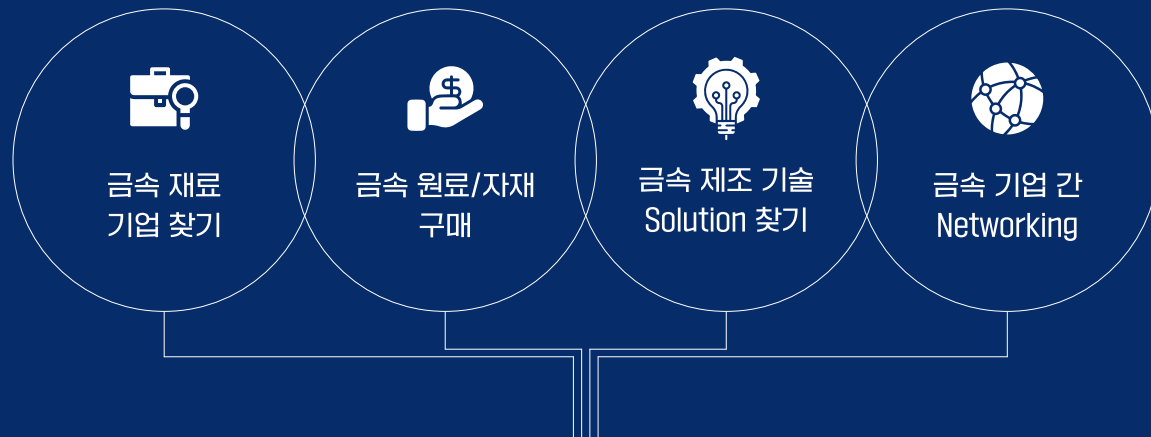 금속 재료
기업 찾기
금속 원료/자재
구매
금속 제조 기술
Solution 찾기
금속 기업 간
Networking